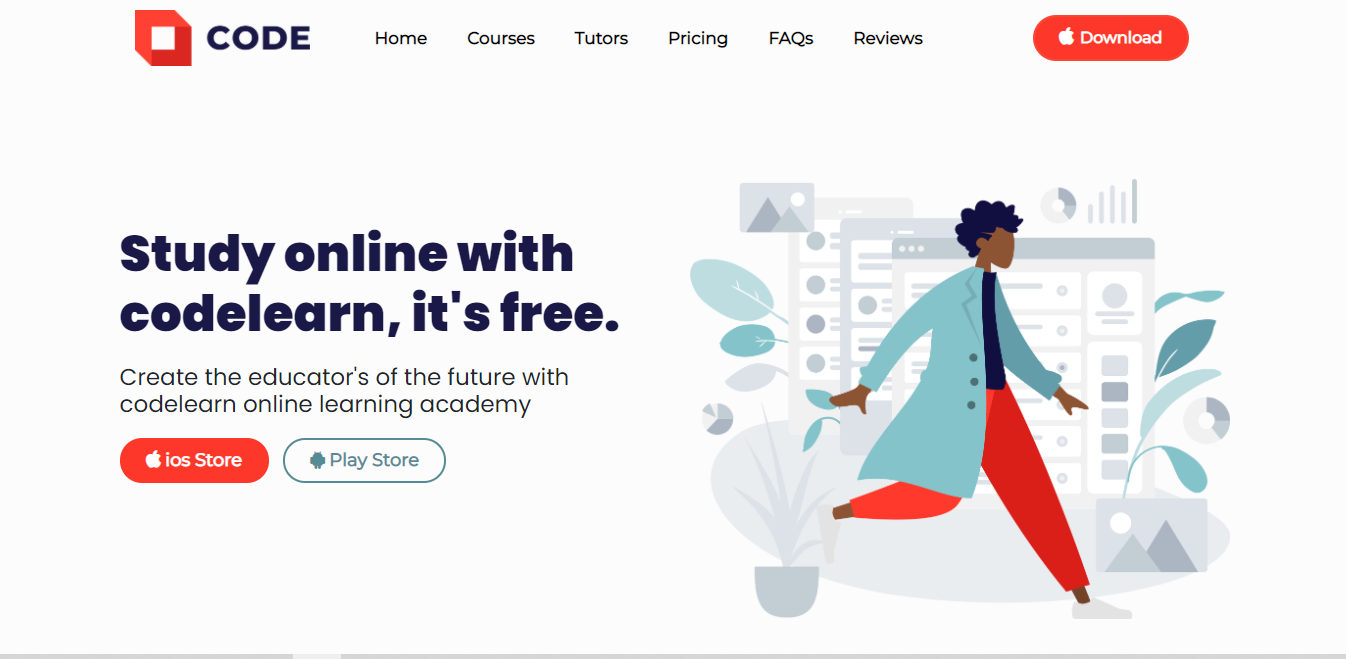 CODE
Home Courses Tutors Pricing FAQs Reviews
Download
Study online with
codelearn, it's free.
Create the educator's of the future with
codelearn online learning academy
ios Store Play Store